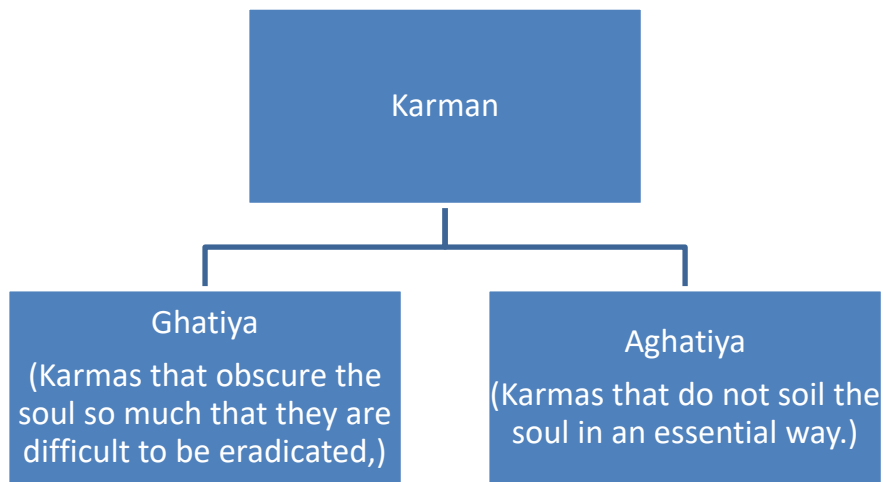 Karman
Ghatiya
(Karmas that obscure the
soul so much that they are
difficult to be eradicated,)
Aghatiya
(Karmas that do not soil the
soul in an essential way.)